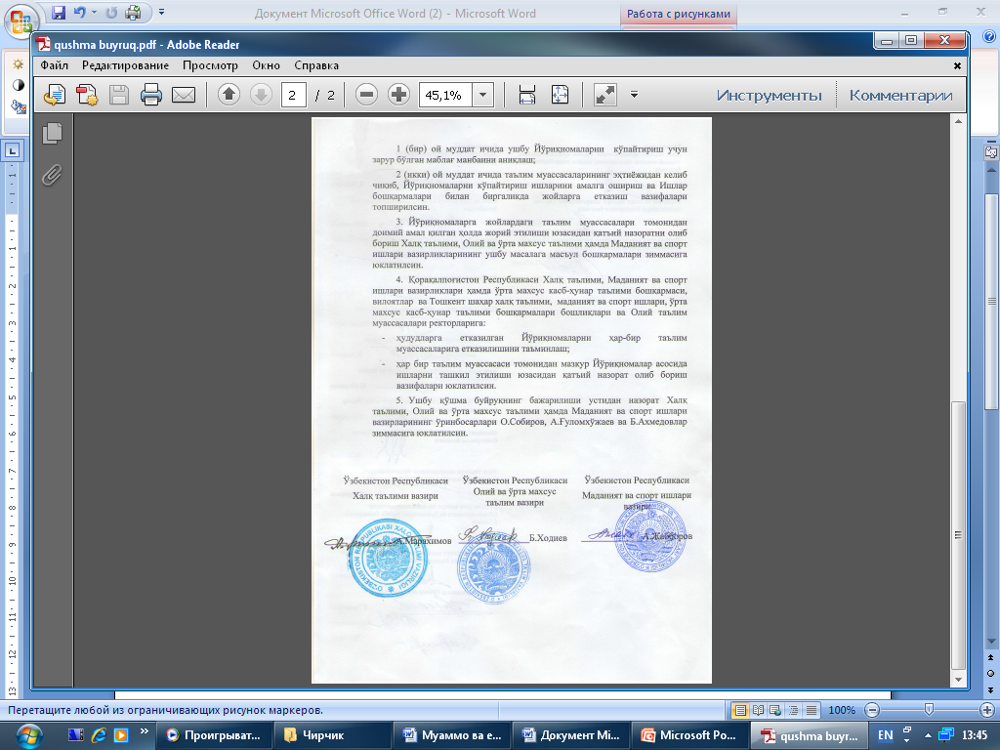 Документ Microsoft Office Word (2) - Microsoft Word
Работа с рисунками
qushma buyruq.pdf - Adobe Reader
Файл Редактирование Просмотр Окно Справка
2 / 2
45,1%
Инструменты
Комментарии
1 (бир) ой муддат ичида ушбу Йўриқномаларни кўпайтириш учун
зарур бўлган маблағ манбаини аниқлаш;
2 (икки) ой муддат ичида таълим муассасаларининг эҳтиёжидан келиб
чиқиб, Йўриқномаларни кўпайтириш ишларини амалга ошириш ва Ишлар
бошқармалари билан биргаликда жойларга етказиш вазифалари
топширилсин.
3. Йўриқномаларга жойлардаги таълим муассасалари томонидан
доимий амал қилган ҳолда жорий этилиши юзасидан қатъий назоратни олиб
бориш Халқ таълими, Олий ва ўрта махсус таълими ҳамда Маданият ва спорт
ишлари вазирликларининг ушбу масалага масъул бошқармалари зиммасига
юклатилсин.
4. Қорақалпоғистон Республикаси Халқ таълими, Маданият ва спорт
ишлари вазирликлари ҳамда ўрта махсус касб-ҳунар таълими бошқармаси,
вилоятлар ва Тошкент шаҳар халқ таълими, маданият ва спорт ишлари, ўрта
махсус касб-ҳунар таълими бошқармалари бошлиқлари ва Олий таълим
муассасалари ректорларига:
- ҳудудларга етказилган Йўриқномаларни ҳар-бир таълим
муассасаларига етказилишини таъминлаш;
- ҳар бир таълим муассасаси томонидан мазкур Йўриқномалар асосида
ишларни ташкил этилиши юзасидан қатъий назорат олиб бориш
вазифалари юклатилсин.
5. Ушбу қўшма буйруқнинг бажарилиши устидан назорат Халқ
таълими, Олий ва ўрта махсус таълими ҳамда Маданият ва спорт ишлари
вазирларининг ўринбосарлари О.Собиров, А.Ғуломхўжаев ва Б.Ахмедовлар
зиммасига юклатилсин.
Ўзбекистон Республикаси
Халқ таълими вазири
Ўзбекистон Республикаси
Олий ва ўрта махсус
таълим вазири
Ўзбекистон Республикаси
Маданият ва спорт ишлари
вазири
Б.Ходиев
Перетащите любой из ограничивающих рисунок маркеров.
100%
Проигрыват...
Чирчик
Муаммо ва е...
Документ Mi...
Microsoft Po...
qushma buyr...
EN
13:45